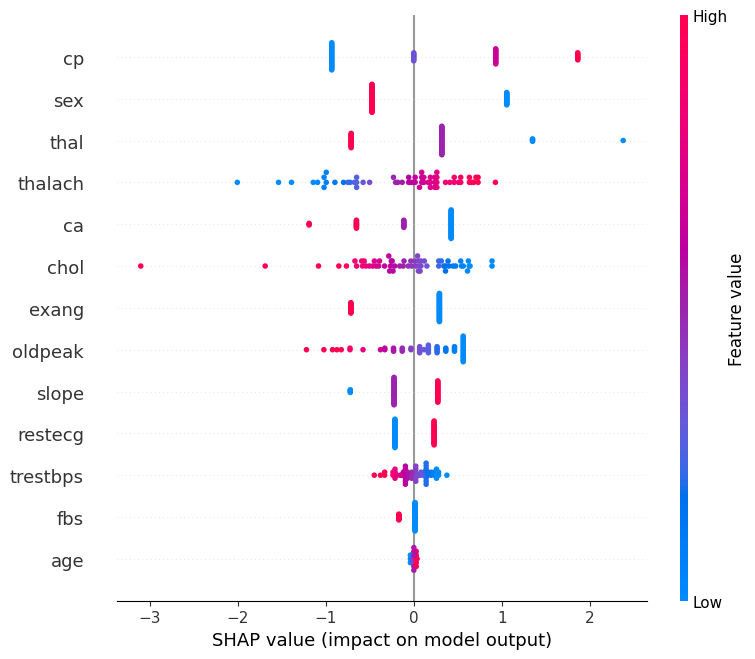 High
cp
sex
thal
thalach
ca
chol
exang
oldpeak
slope
restecg
trestbps
fbs
age
Low
Feature value
−3 −2 −1 0 1 2
SHAP value (impact on model output)